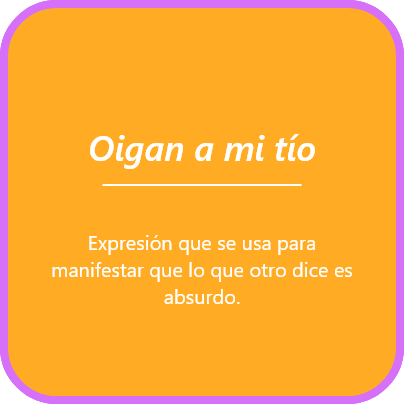 Oigan a mi tío
Expresión que se usa para
manifestar que lo que otro dice es
absurdo.